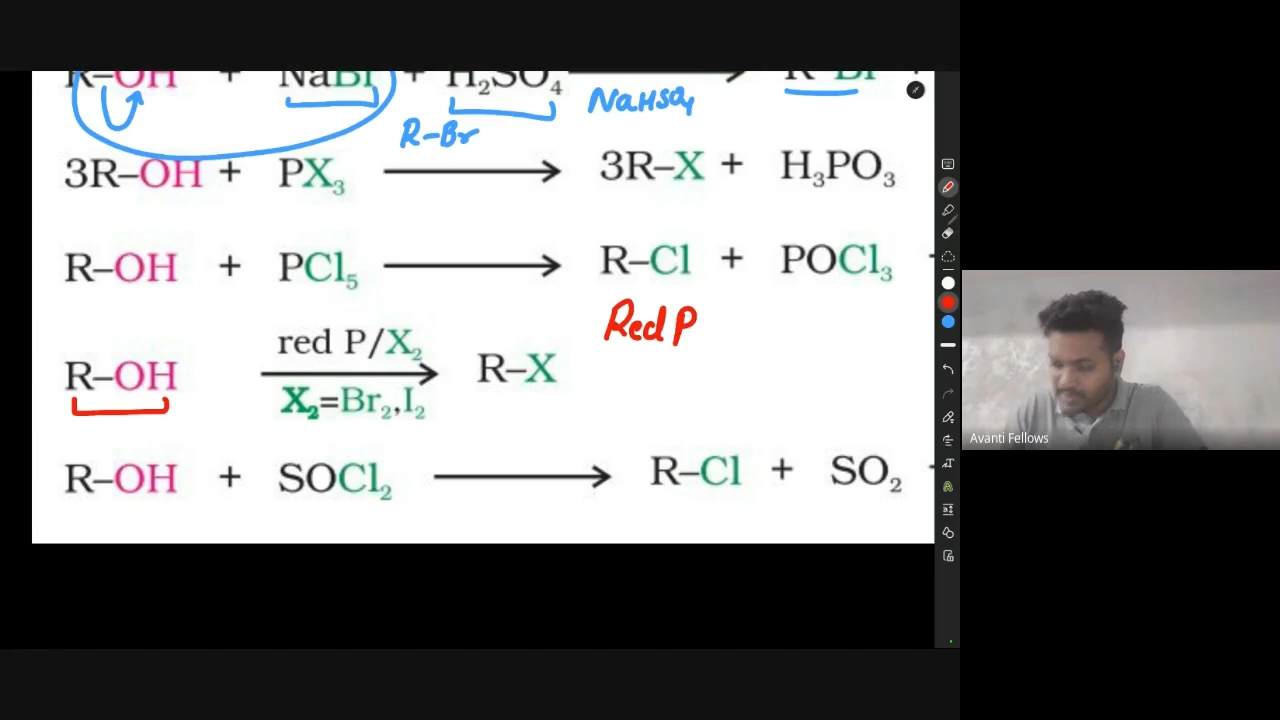 R–OH + NaBr + H₂SO₄ ⟶ R–Br +
NaHSO₄
R-Br
3R–OH + PX₃ ⟶ 3R–X + H₃PO₃
R–OH + PCl₅ ⟶ R–Cl + POCl₃
Red P
red P/X₂
R–OH ⟶ R–X
X₂=Br₂,I₂
R–OH + SOCl₂ ⟶ R–Cl + SO₂
Avanti Fellows